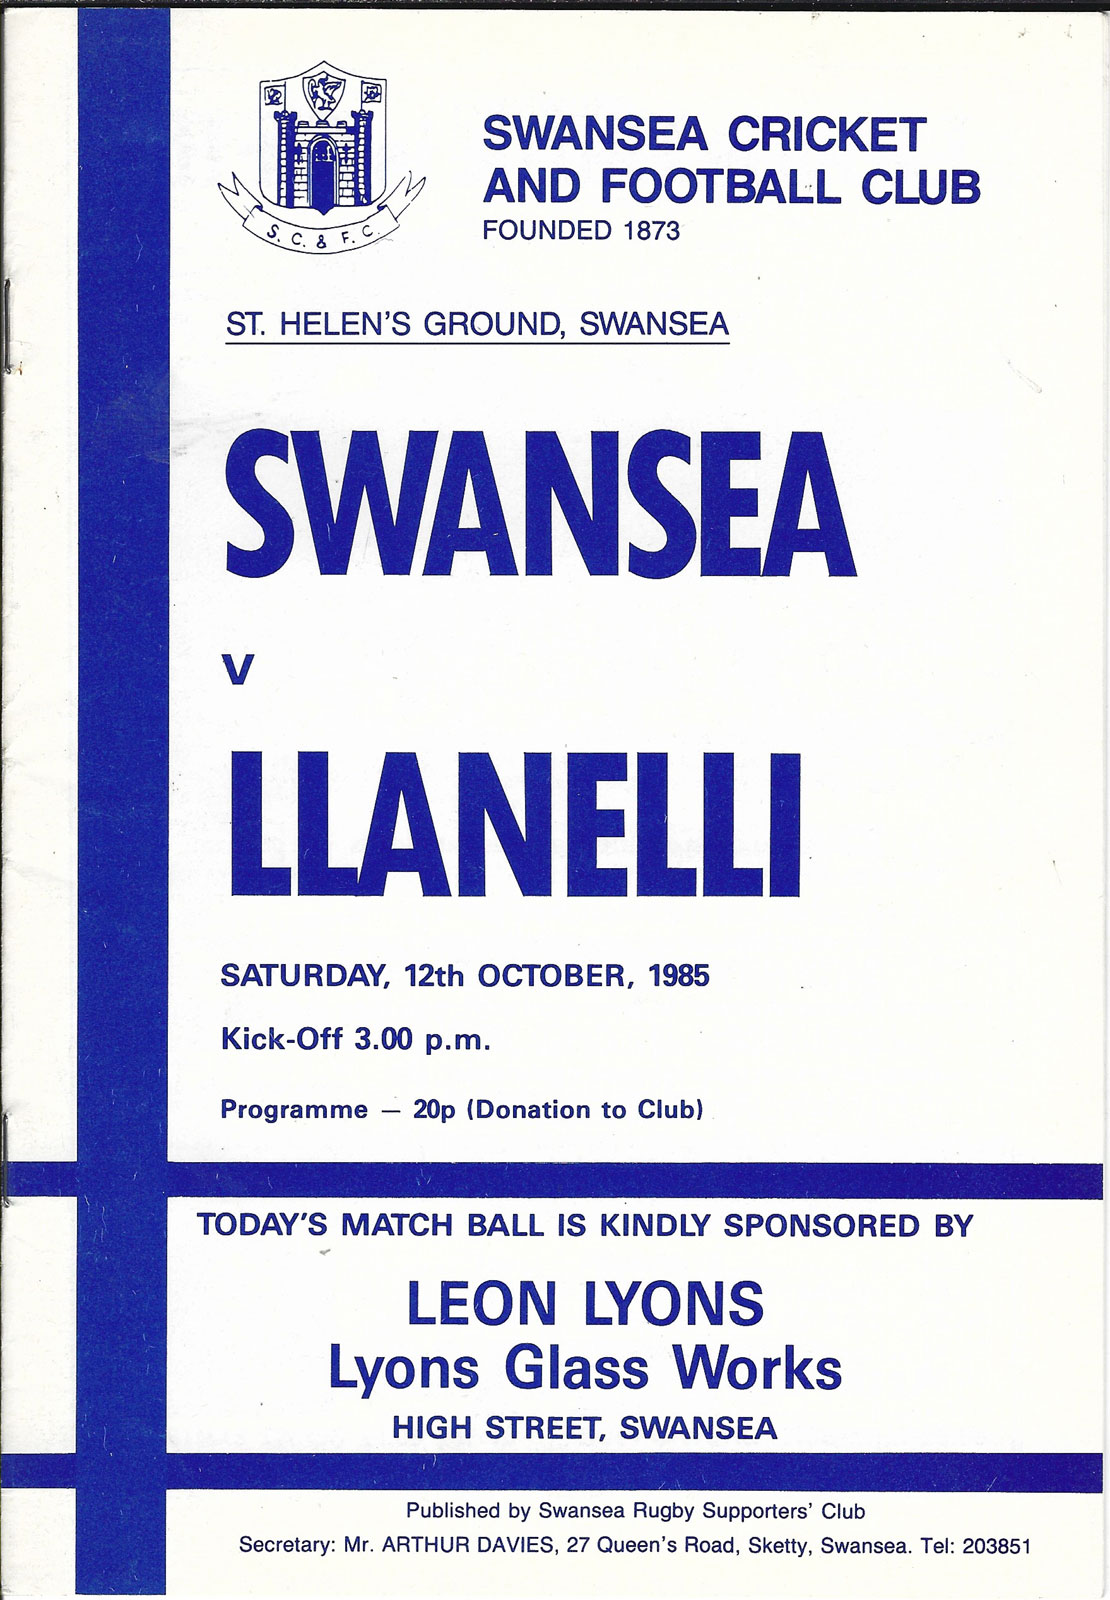 S. C. & F. C.
SWANSEA CRICKET
AND FOOTBALL CLUB
FOUNDED 1873
ST. HELEN'S GROUND, SWANSEA
SWANSEA
v
LLANELLI
SATURDAY, 12th OCTOBER, 1985
Kick-Off 3.00 p.m.
Programme — 20p (Donation to Club)
TODAY'S MATCH BALL IS KINDLY SPONSORED BY
LEON LYONS
Lyons Glass Works
HIGH STREET, SWANSEA
Published by Swansea Rugby Supporters' Club
Secretary: Mr. ARTHUR DAVIES, 27 Queen's Road, Sketty, Swansea. Tel: 203851